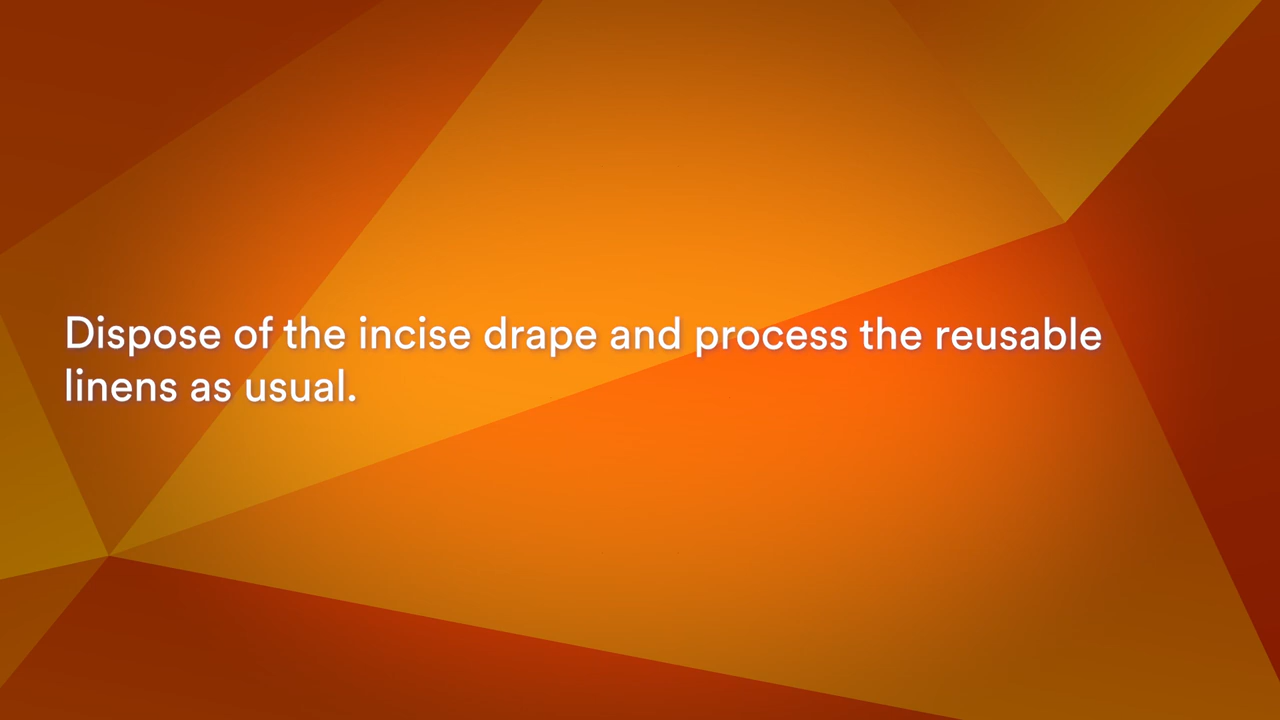 Dispose of the incise drape and process the reusable
linens as usual.